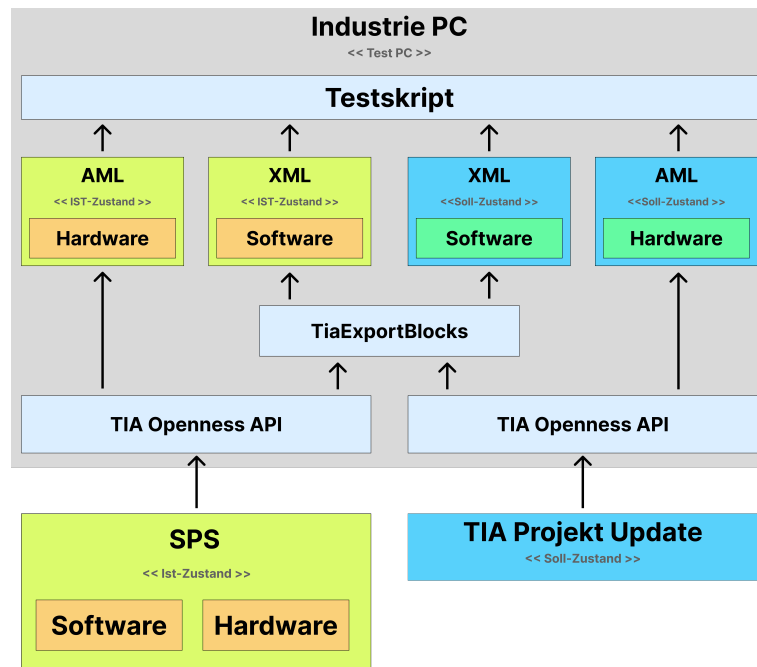 Industrie PC
<< Test PC >>
Testskript
AML
<< IST-Zustand >>
Hardware
XML
<< IST-Zustand >>
Software
XML
<<Soll-Zustand >>
Software
AML
<<Soll-Zustand >>
Hardware
TiaExportBlocks
TIA Openness API
TIA Openness API
SPS
<< Ist-Zustand >>
Software
Hardware
TIA Projekt Update
<< Soll-Zustand >>